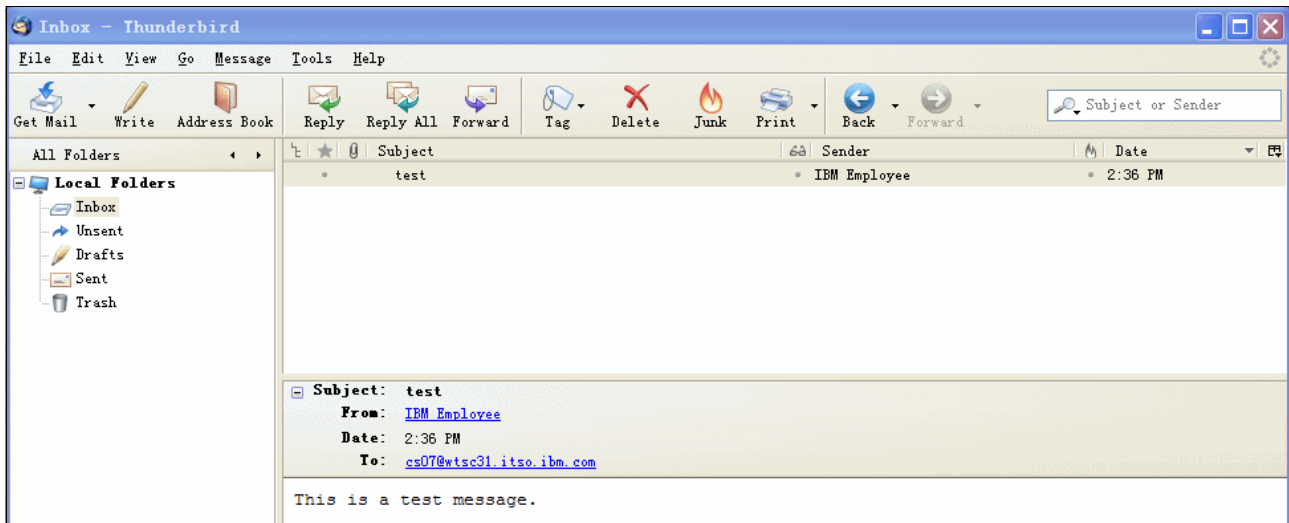 Inbox - Thunderbird
File Edit View Go Message Tools Help
Get Mail Write Address Book Reply Reply All Forward Tag Delete Junk Print Back Forward Subject or Sender
All Folders Subject Sender Date
test IBM Employee 2:36 PM
Local Folders
Inbox
Unsent
Drafts
Sent
Trash
Subject: test
From: IBM Employee
Date: 2:36 PM
To: cs07@wtsc31.itso.ibm.com
This is a test message.